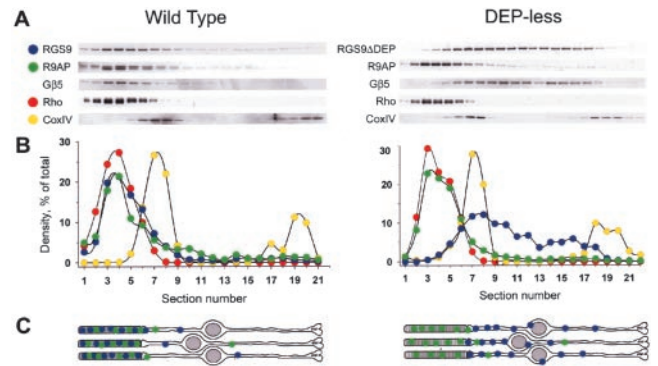 Wild Type
DEP-less
A
RGS9
R9AP
Gβ5
Rho
CoxIV
RGS9ΔDEP
R9AP
Gβ5
Rho
CoxIV
B
Density, % of total
30
20
10
0
1 3 5 7 9 11 13 15 17 19 21
Section number
30
20
10
0
1 3 5 7 9 11 13 15 17 19 21
Section number
C